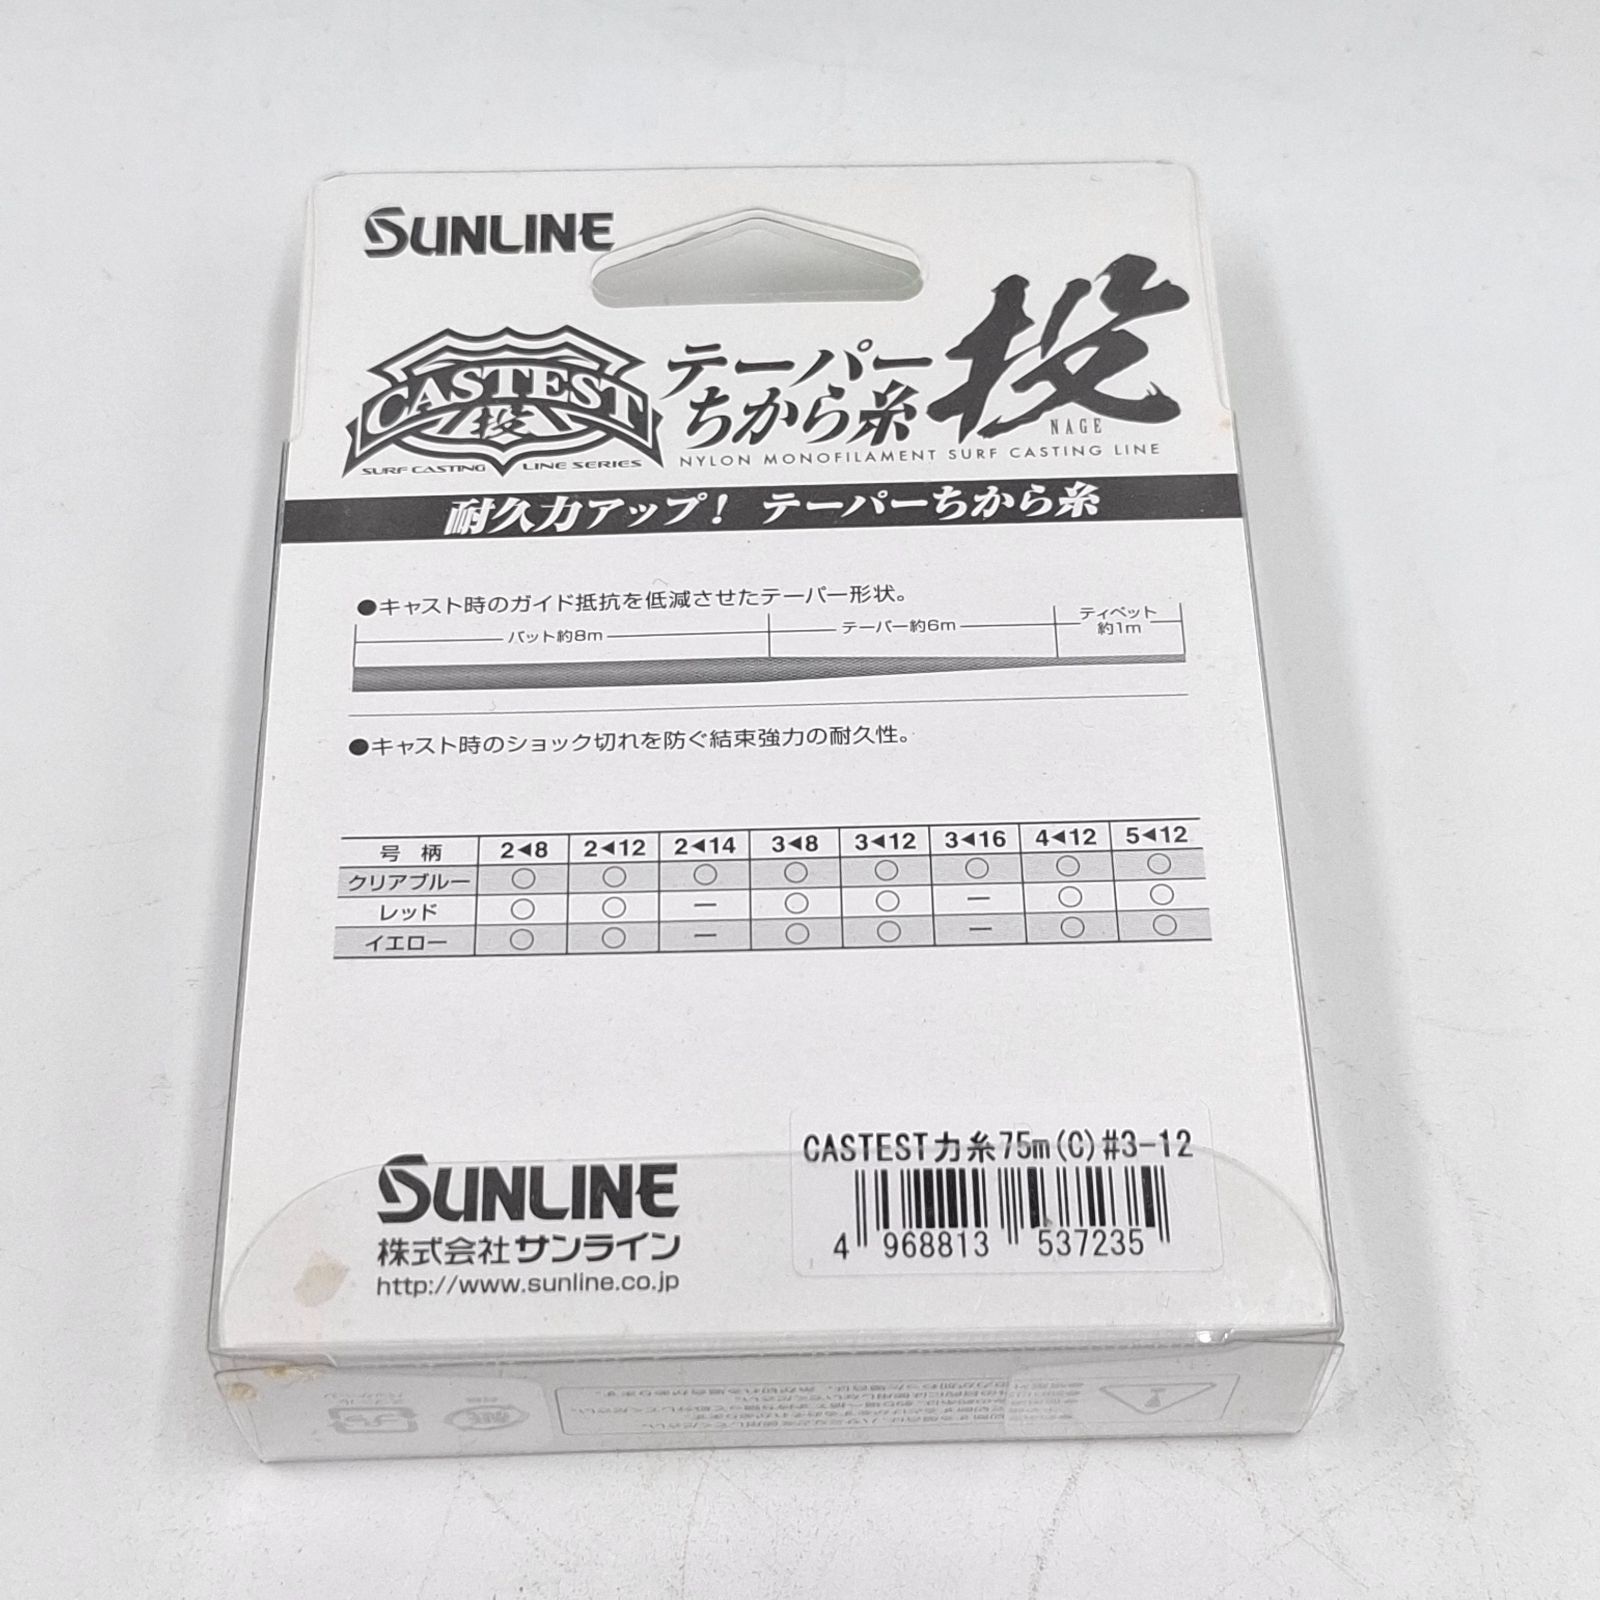 SUNLINE
CASTEST
投
SURF CASTING LINE SERIES
テーパー
ちから糸
投
NAGE
NYLON MONOFILAMENT SURF CASTING LINE
耐久力アップ! テーパーちから糸
●キャスト時のガイド抵抗を低減させたテーパー形状。
バット約8m テーパー約6m ティペット約1m
●キャスト時のショック切れを防ぐ結束強力の耐久性。
号 柄 2◀8 2◀12 2◀14 3◀8 3◀12 3◀16 4◀12 5◀12
クリアブルー ○ ○ ○ ○ ○ ○ ○ ○
レッド ○ ○ ー ○ ○ ー ○ ○
イエロー ○ ○ ー ○ ○ ー ○ ○
CASTEST力糸75m(C)#3-12
4 968813 537235
SUNLINE
株式会社サンライン
http://www.sunline.co.jp